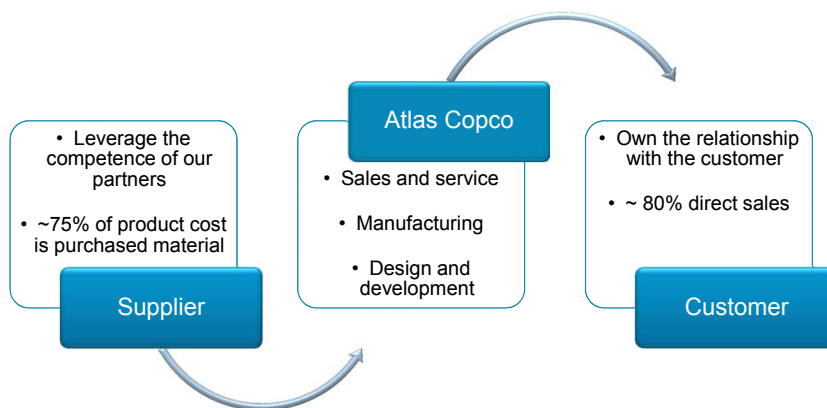 • Leverage the
competence of our
partners
• ~75% of product cost
is purchased material
Supplier
Atlas Copco
• Sales and service
• Manufacturing
• Design and
development
• Own the relationship
with the customer
• ~ 80% direct sales
Customer